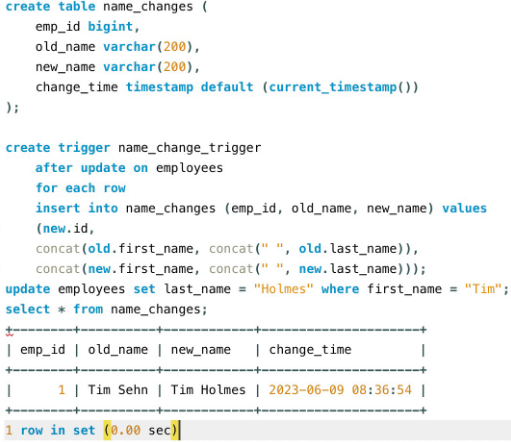 create table name_changes (
    emp_id bigint,
    old_name varchar(200),
    new_name varchar(200),
    change_time timestamp default (current_timestamp())
);
create trigger name_change_trigger
    after update on employees
    for each row
    insert into name_changes (emp_id, old_name, new_name) values
    (new.id,
    concat(old.first_name, concat(" ", old.last_name)),
    concat(new.first_name, concat(" ", new.last_name)));
update employees set last_name = "Holmes" where first_name = "Tim";
select * from name_changes;
+--------+----------+------------+---------------------+
| emp_id | old_name | new_name   | change_time         |
+--------+----------+------------+---------------------+
|      1 | Tim Sehn | Tim Holmes | 2023-06-09 08:36:54 |
+--------+----------+------------+---------------------+
1 row in set (0.00 sec)